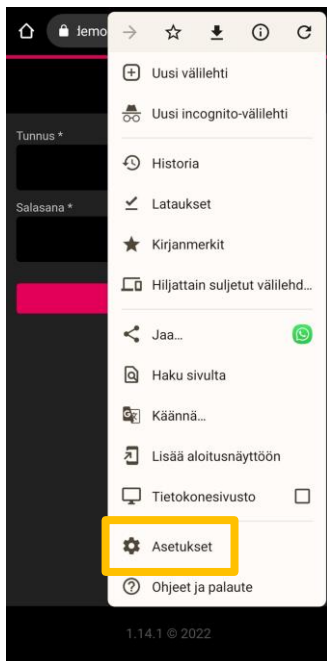 demo
Uusi välilehti
Uusi incognito-välilehti
Tunnus *
Historia
Lataukset
Salasana *
Kirjanmerkit
Hiljattain suljetut välilehd...
Jaa...
Haku sivulta
Käännä...
Lisää aloitusnäyttöön
Tietokonesivusto
Asetukset
Ohjeet ja palaute
1.14.1 © 2022